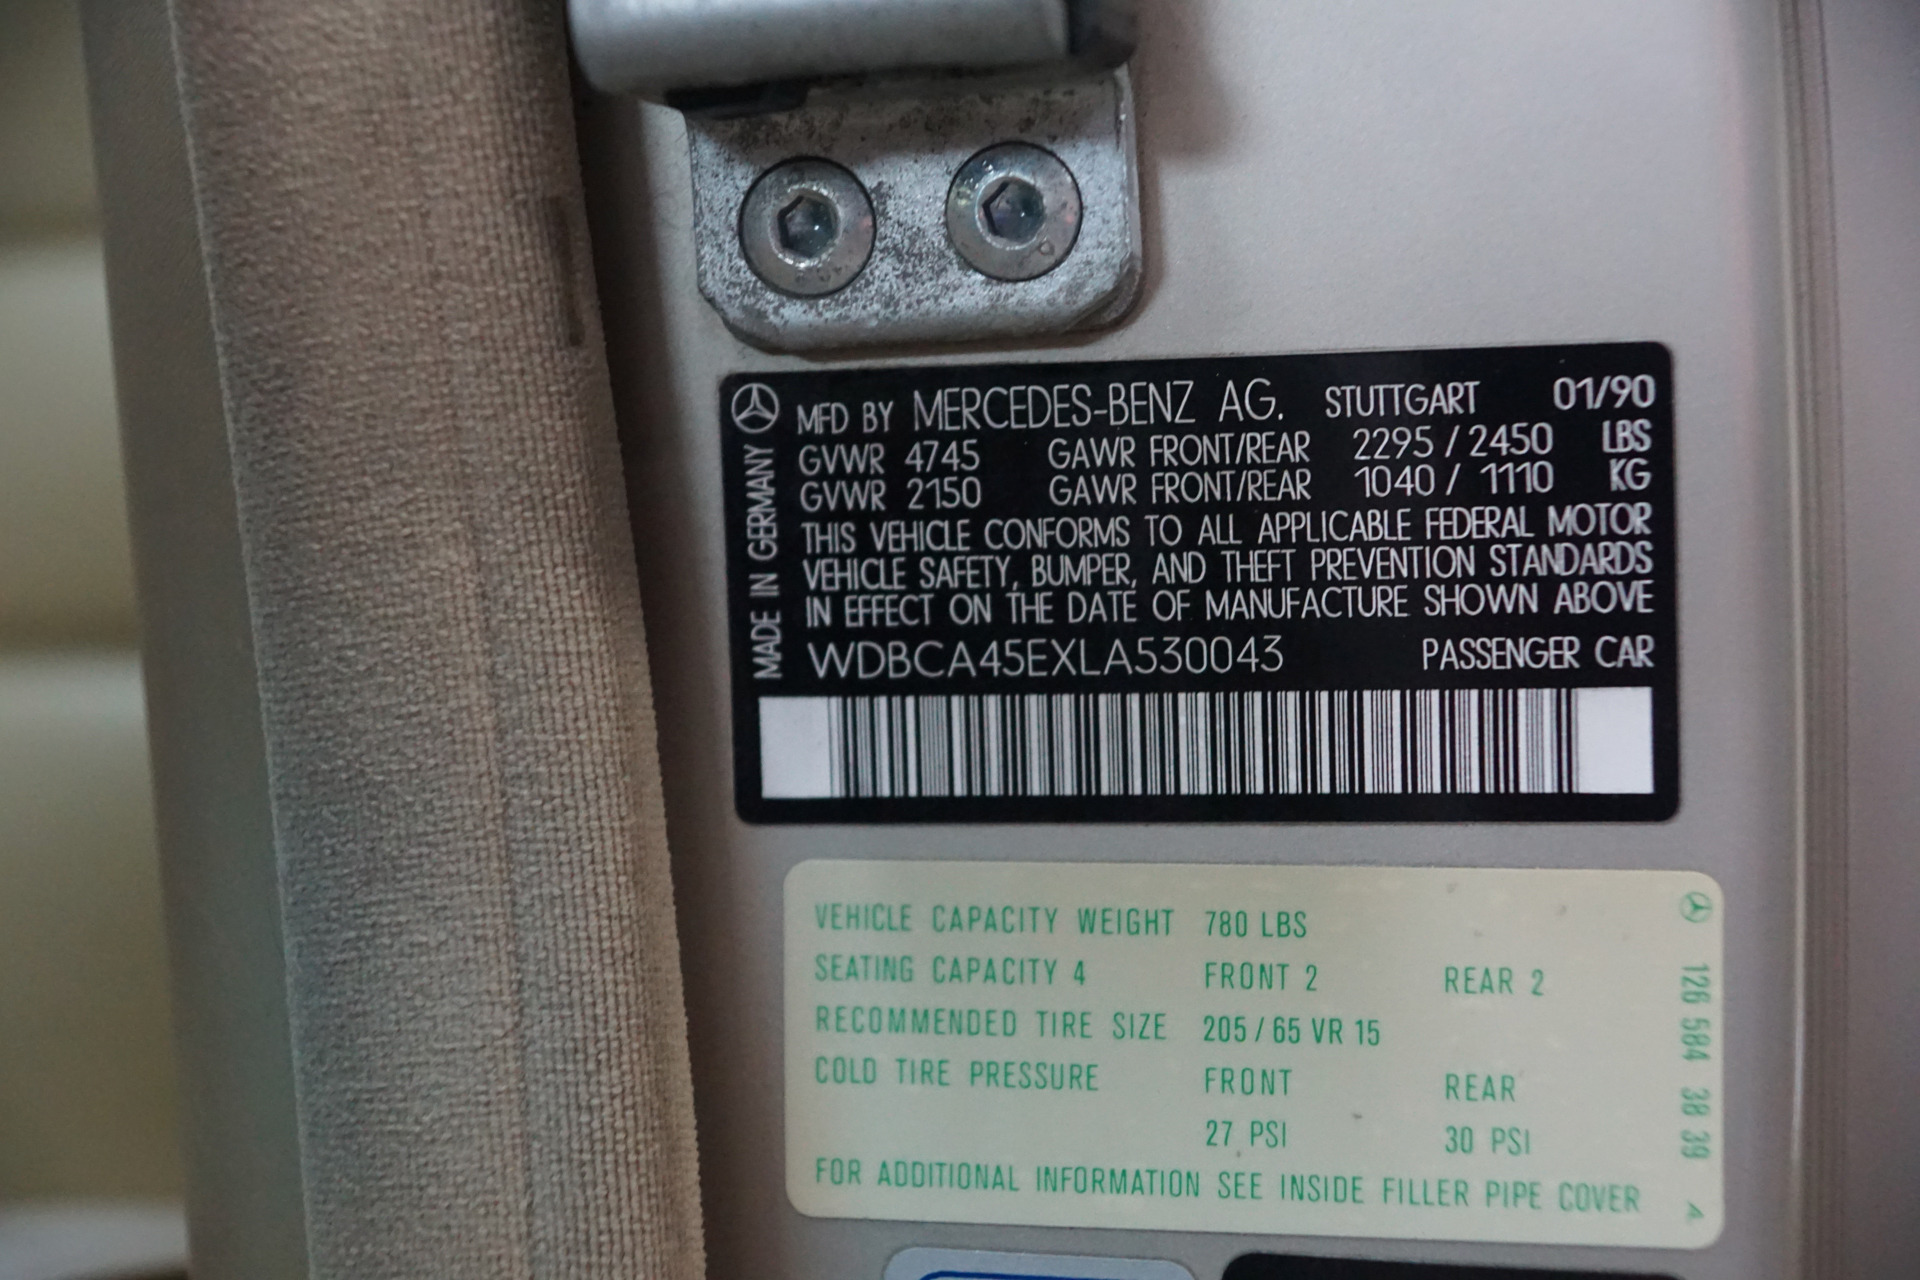 MFD BY MERCEDES-BENZ AG. STUTTGART 01/90
GVWR 4745 GAWR FRONT/REAR 2295 / 2450 LBS
GVWR 2150 GAWR FRONT/REAR 1040 / 1110 KG
THIS VEHICLE CONFORMS TO ALL APPLICABLE FEDERAL MOTOR
VEHICLE SAFETY, BUMPER, AND THEFT PREVENTION STANDARDS
IN EFFECT ON THE DATE OF MANUFACTURE SHOWN ABOVE
WDBCA45EXLA530043 PASSENGER CAR
MADE IN GERMANY
VEHICLE CAPACITY WEIGHT 780 LBS
SEATING CAPACITY 4 FRONT 2 REAR 2
RECOMMENDED TIRE SIZE 205 / 65 VR 15
COLD TIRE PRESSURE FRONT REAR
27 PSI 30 PSI
FOR ADDITIONAL INFORMATION SEE INSIDE FILLER PIPE COVER
126 584 38 39 A